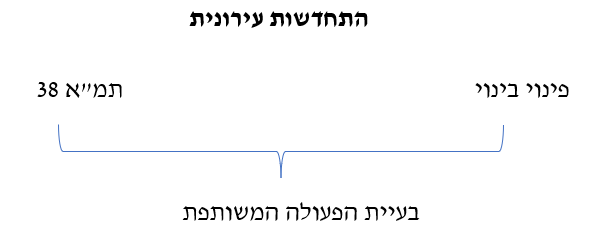 התחדשות עירונית
פינוי בינוי תמ"א 38
בעיית הפעולה המשותפת